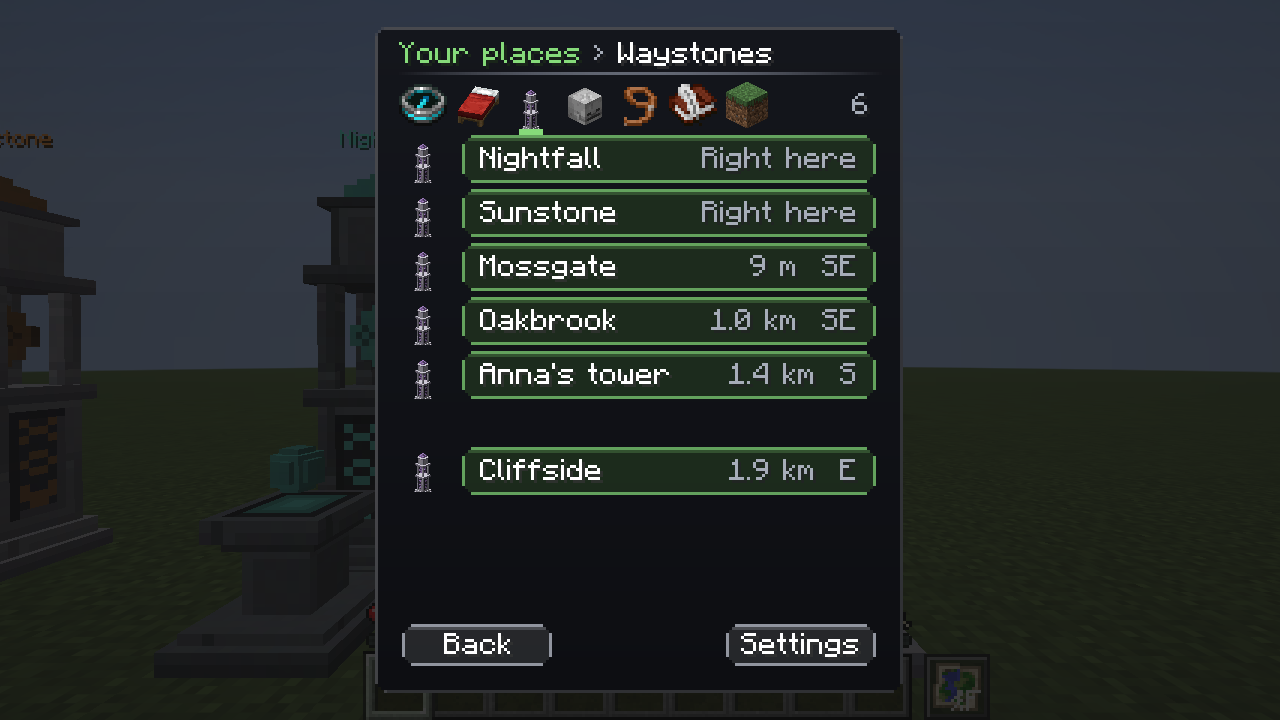 Your places > Waystones
6
Nightfall Right here
Sunstone Right here
Mossgate 9 m SE
Oakbrook 1.0 km SE
Anna's tower 1.4 km S
Cliffside 1.9 km E
Back Settings